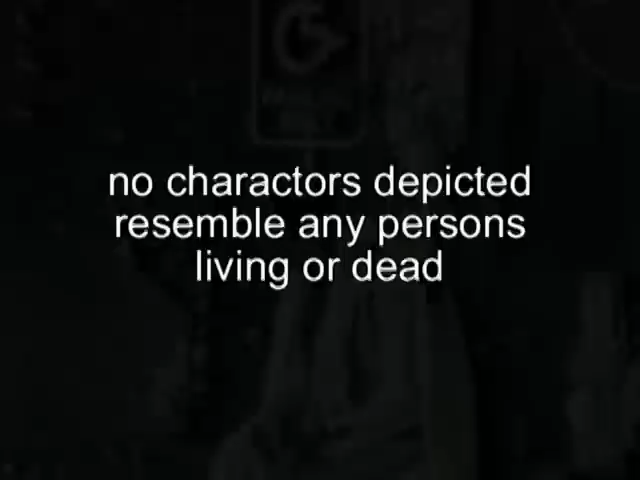 no charactors depicted
resemble any persons
living or dead